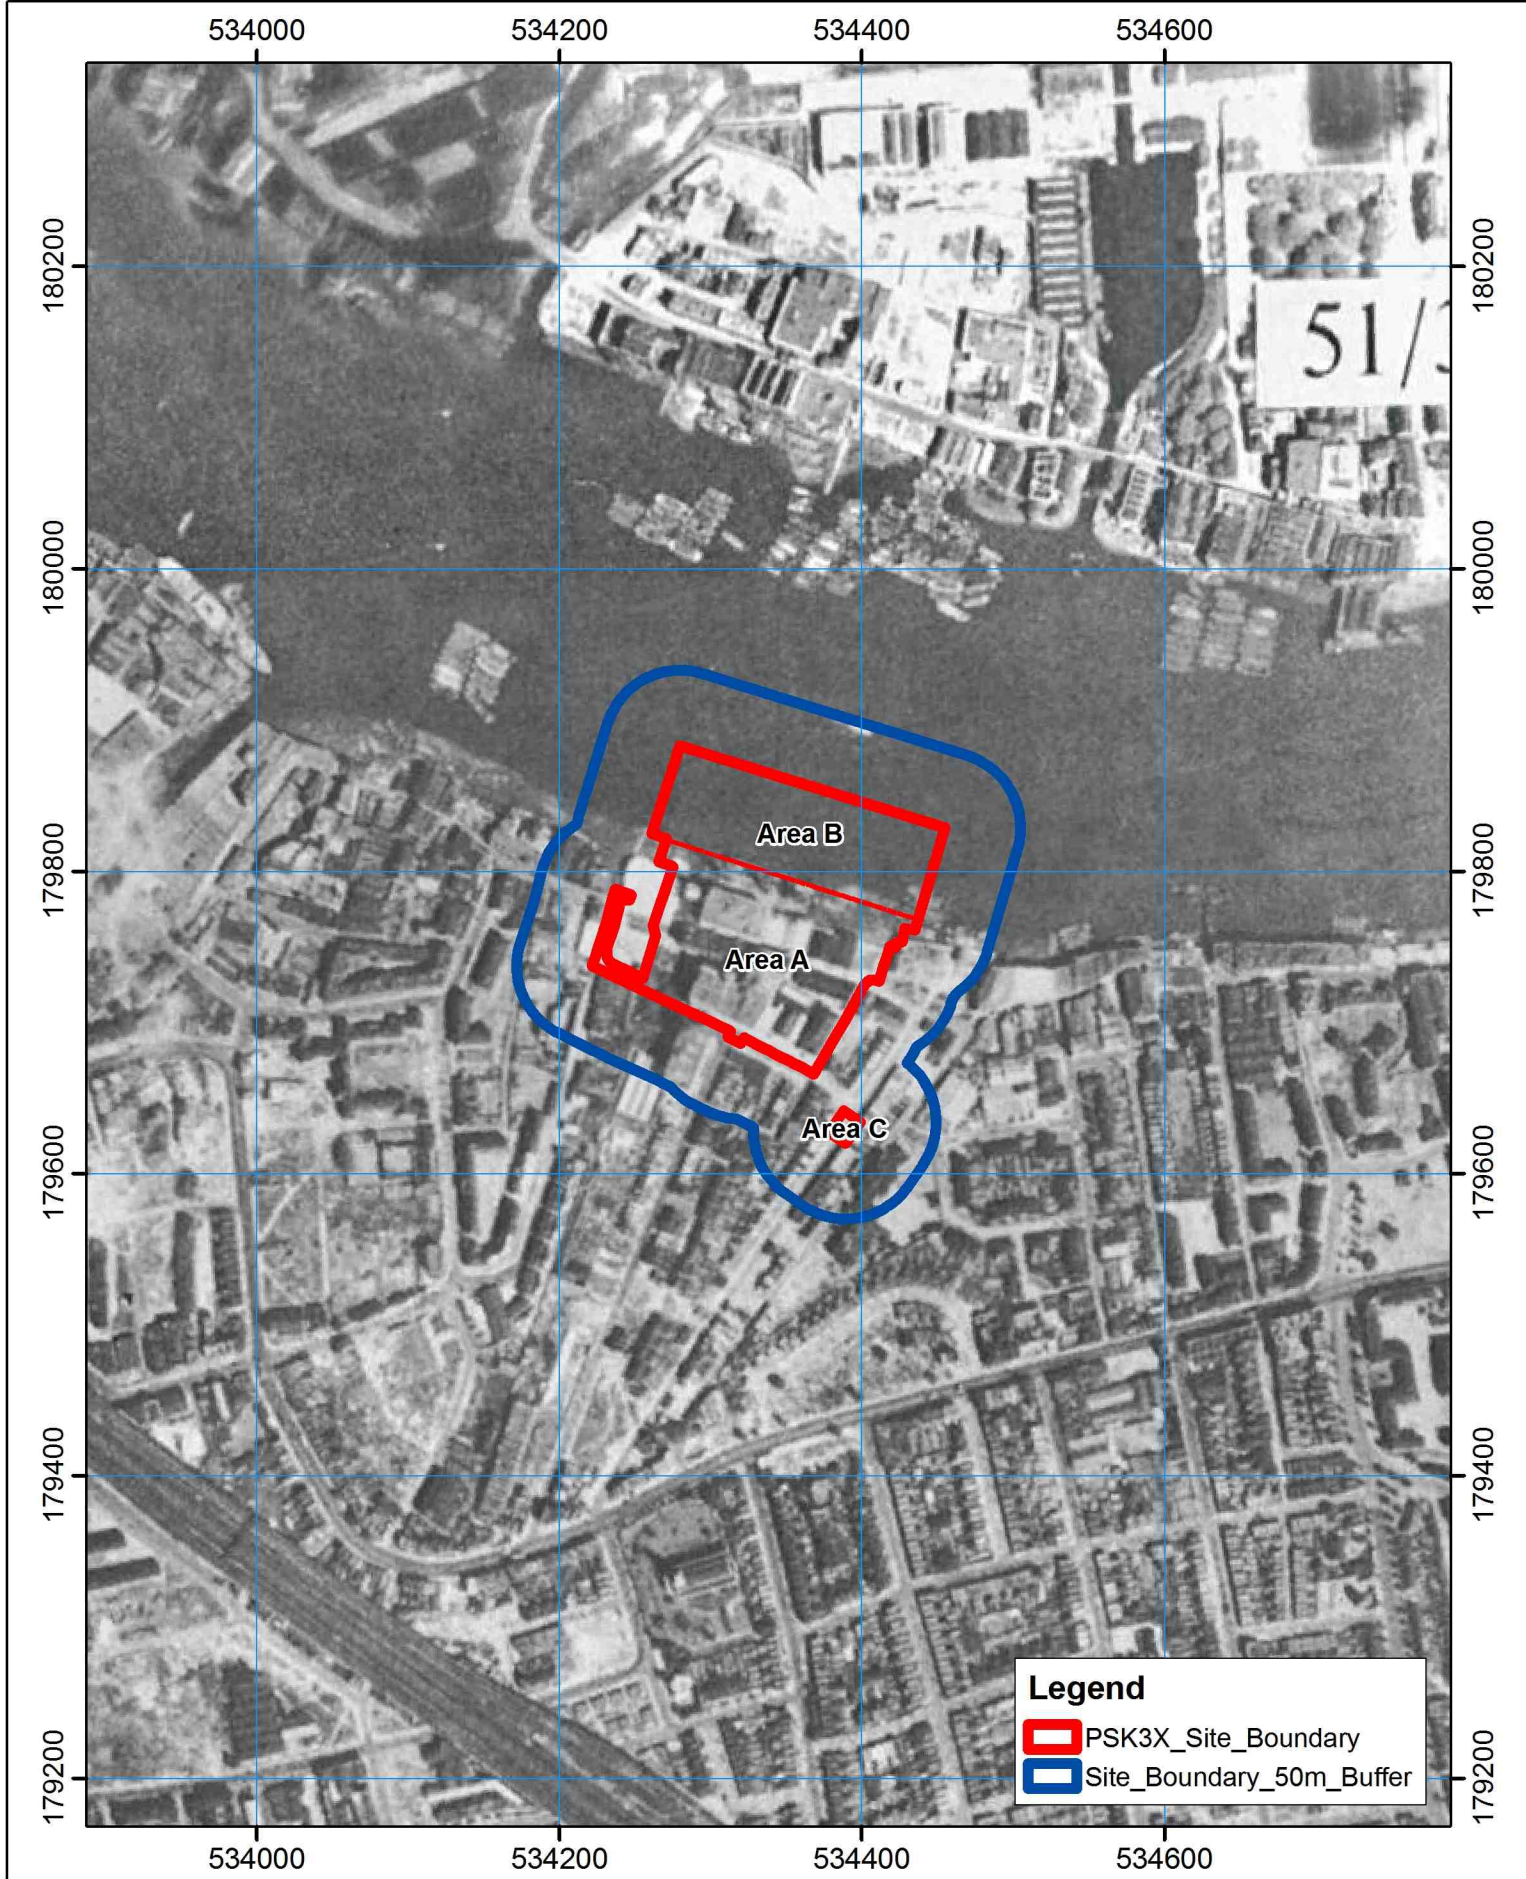 534000 534200 534400 534600
180200 180200
51/
180000 180000
Area B
179800 179800
Area A
Area C
179600 179600
179400 179400
Legend
PSK3X_Site_Boundary
Site_Boundary_50m_Buffer
179200 179200
534000 534200 534400 534600